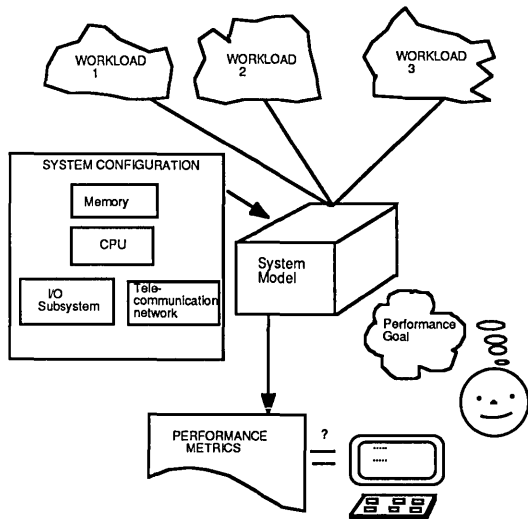 WORKLOAD
1
WORKLOAD
2
WORKLOAD
3
SYSTEM CONFIGURATION
Memory
CPU
I/O
Subsystem
Tele-
communication
network
System
Model
Performance
Goal
PERFORMANCE
METRICS
?